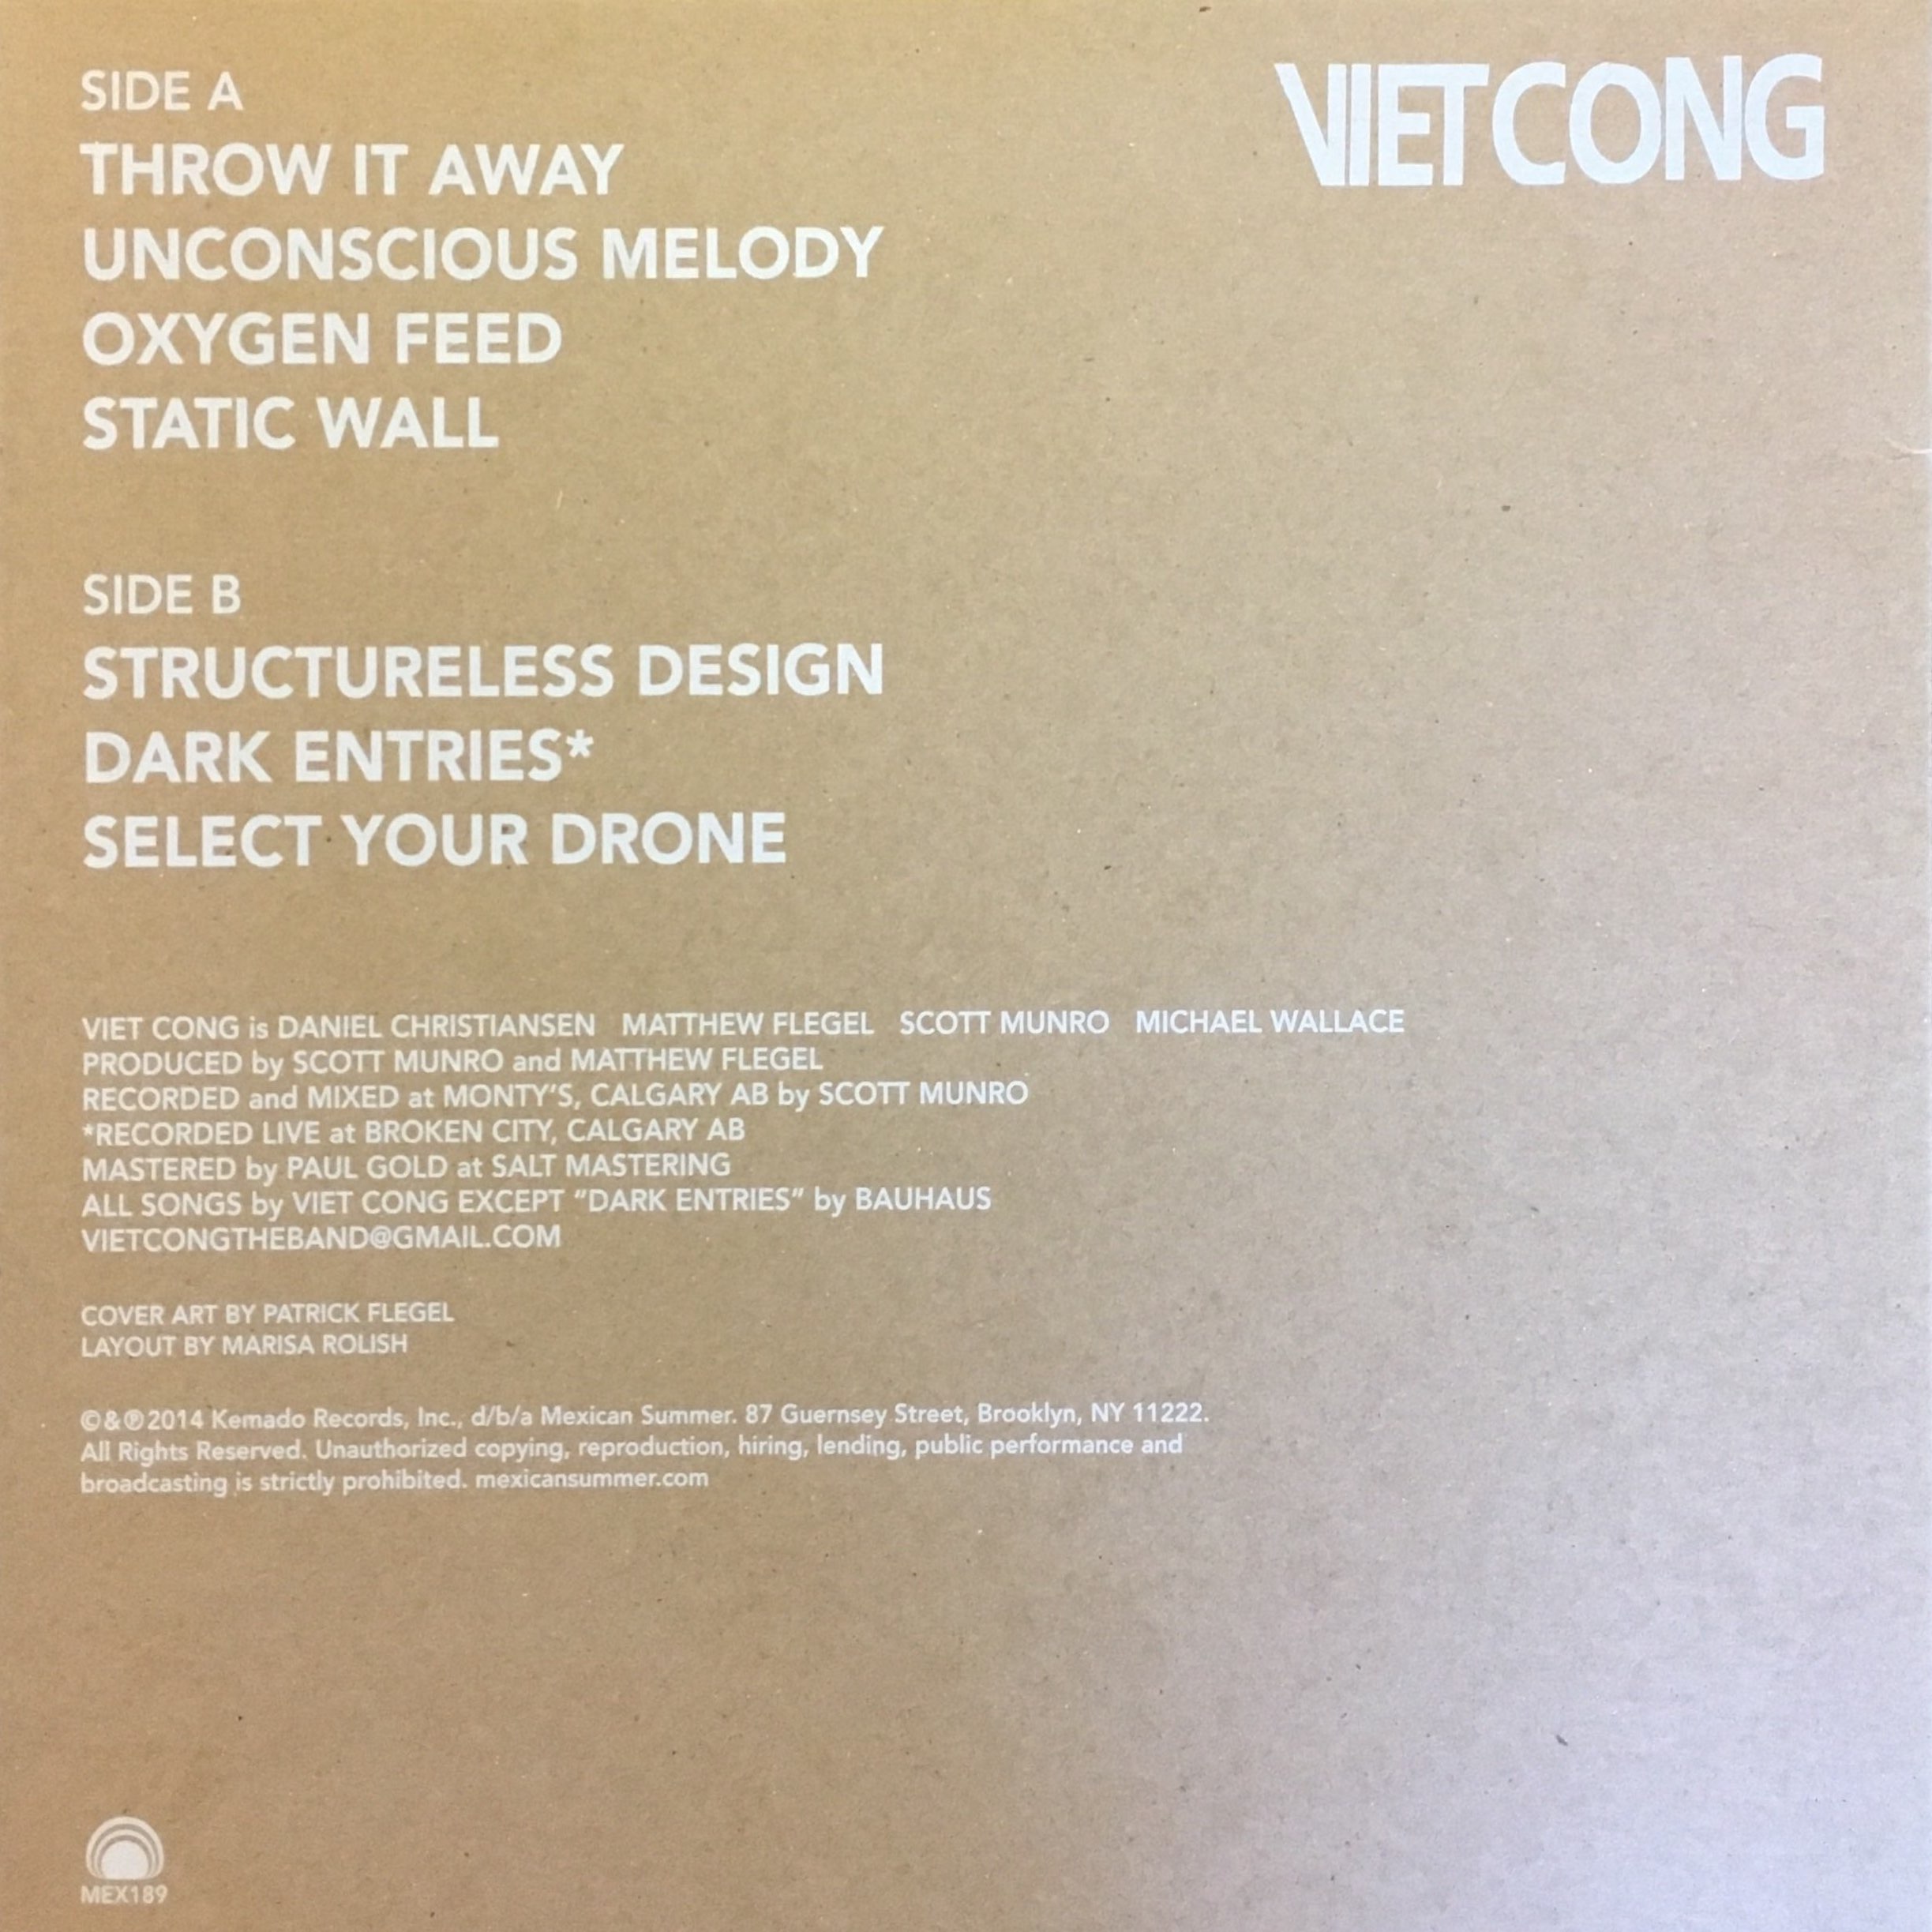 VIET CONG
SIDE A
THROW IT AWAY
UNCONSCIOUS MELODY
OXYGEN FEED
STATIC WALL
SIDE B
STRUCTURELESS DESIGN
DARK ENTRIES*
SELECT YOUR DRONE
VIET CONG is DANIEL CHRISTIANSEN MATTHEW FLEGEL SCOTT MUNRO MICHAEL WALLACE
PRODUCED by SCOTT MUNRO and MATTHEW FLEGEL
RECORDED and MIXED at MONTY'S, CALGARY AB by SCOTT MUNRO
*RECORDED LIVE at BROKEN CITY, CALGARY AB
MASTERED by PAUL GOLD at SALT MASTERING
ALL SONGS by VIET CONG EXCEPT “DARK ENTRIES” by BAUHAUS
VIETCONGTHEBAND@GMAIL.COM
COVER ART BY PATRICK FLEGEL
LAYOUT BY MARISA ROLISH
©&℗2014 Kemado Records, Inc., d/b/a Mexican Summer. 87 Guernsey Street, Brooklyn, NY 11222.
All Rights Reserved. Unauthorized copying, reproduction, hiring, lending, public performance and
broadcasting is strictly prohibited. mexicansummer.com
MEX189